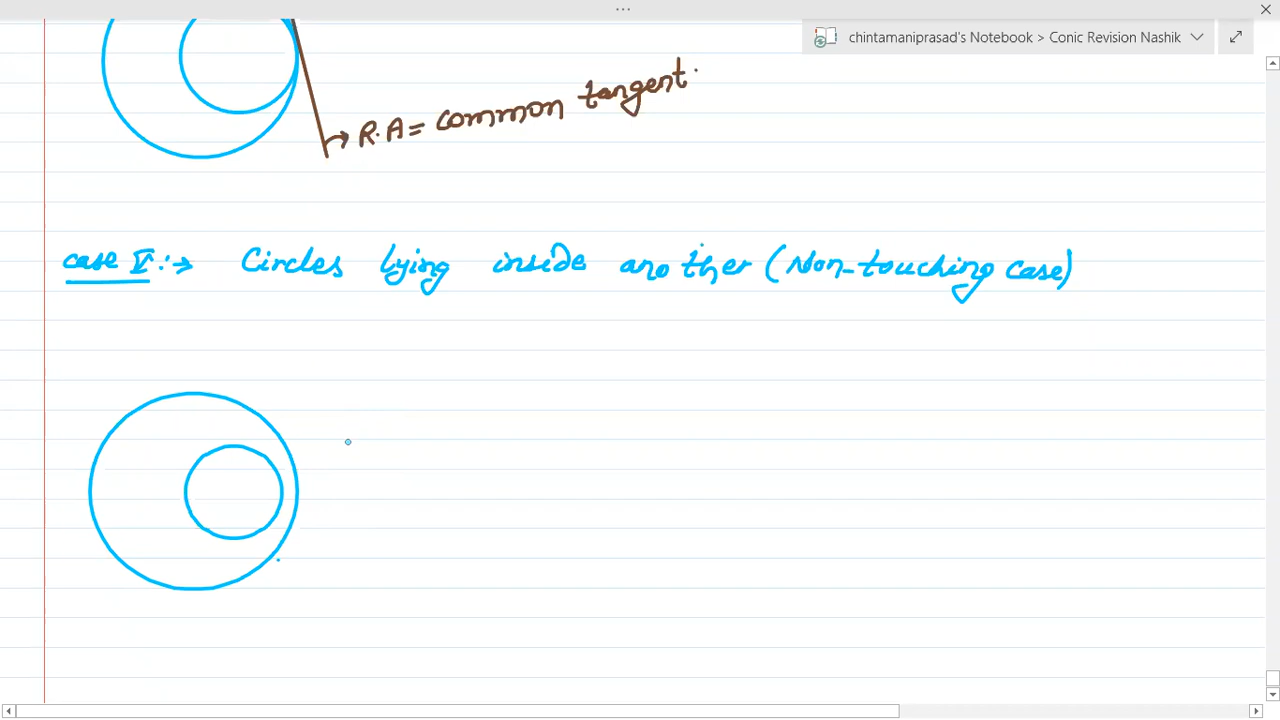 chintamaniprasad's Notebook > Conic Revision Nashik
R.A = common tangent.
case V :→ Circles lying inside another (Non-touching case)